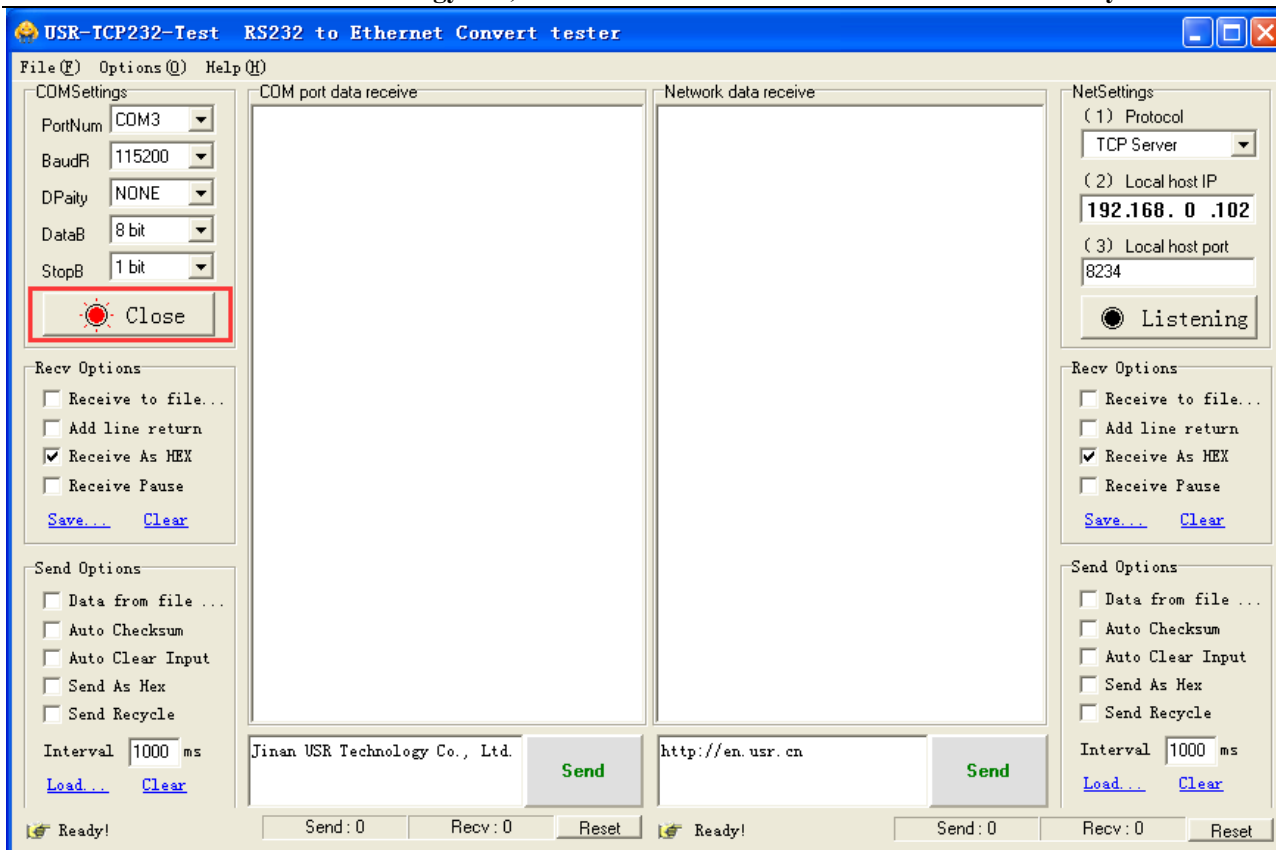 USR-TCP232-Test RS232 to Ethernet Convert tester
File(F) Options(O) Help(H)
COMSettings
PortNum COM3
BaudR 115200
DPaity NONE
DataB 8 bit
StopB 1 bit
Close
Recv Options
Receive to file...
Add line return
Receive As HEX
Receive Pause
Save... Clear
Send Options
Data from file ...
Auto Checksum
Auto Clear Input
Send As Hex
Send Recycle
Interval 1000 ms
Load... Clear
COM port data receive
Jinan USR Technology Co., Ltd.
Send
Network data receive
http://en.usr.cn
Send
NetSettings
(1) Protocol
TCP Server
(2) Local host IP
192.168. 0 .102
(3) Local host port
8234
Listening
Recv Options
Receive to file...
Add line return
Receive As HEX
Receive Pause
Save... Clear
Send Options
Data from file ...
Auto Checksum
Auto Clear Input
Send As Hex
Send Recycle
Interval 1000 ms
Load... Clear
Ready! Send : 0 Recv : 0 Reset
Ready! Send : 0 Recv : 0 Reset